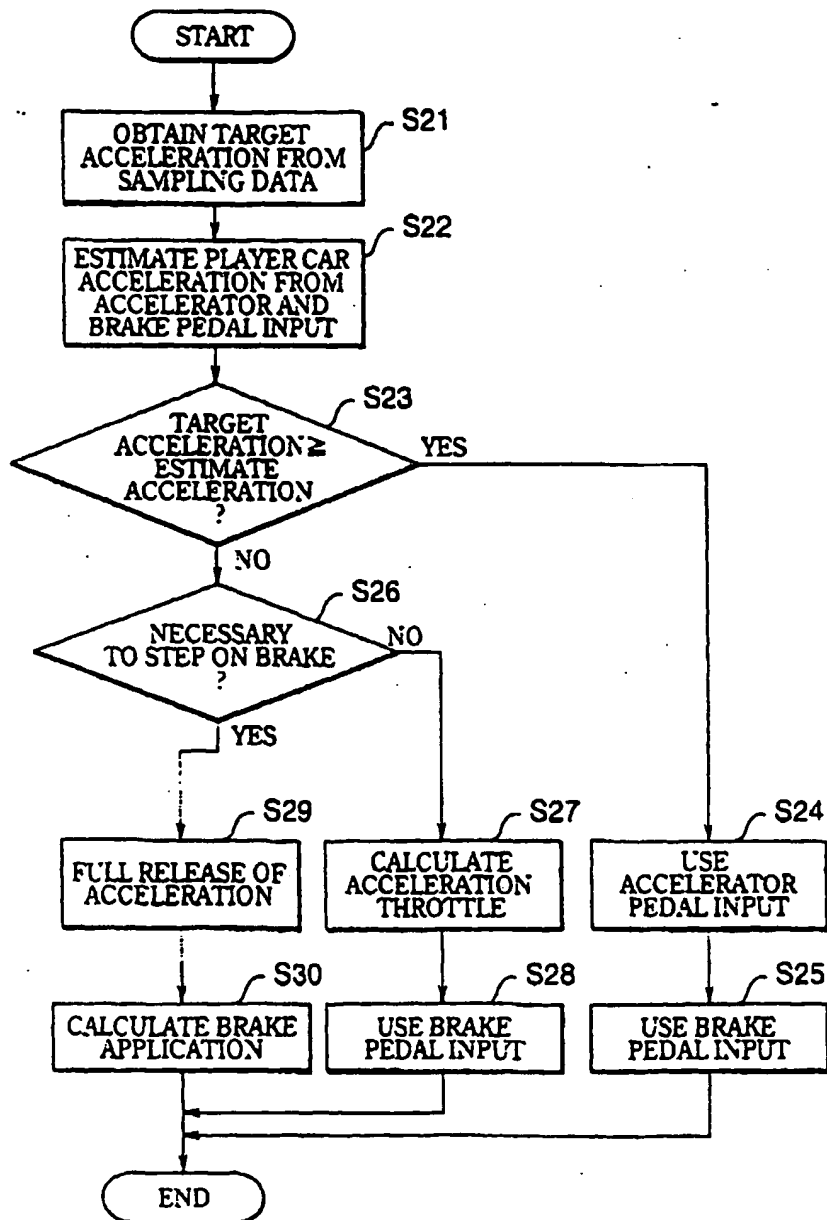 START
S21
OBTAIN TARGET
ACCELERATION FROM
SAMPLING DATA
S22
ESTIMATE PLAYER CAR
ACCELERATION FROM
ACCELERATOR AND
BRAKE PEDAL INPUT
S23
TARGET
ACCELERATION≧
ESTIMATE
ACCELERATION
?
YES
NO
S26
NECESSARY
TO STEP ON BRAKE
?
NO
YES
S29
FULL RELEASE OF
ACCELERATION
S27
CALCULATE
ACCELERATION
THROTTLE
S24
USE
ACCELERATOR
PEDAL INPUT
S30
CALCULATE BRAKE
APPLICATION
S28
USE BRAKE
PEDAL INPUT
S25
USE BRAKE
PEDAL INPUT
END